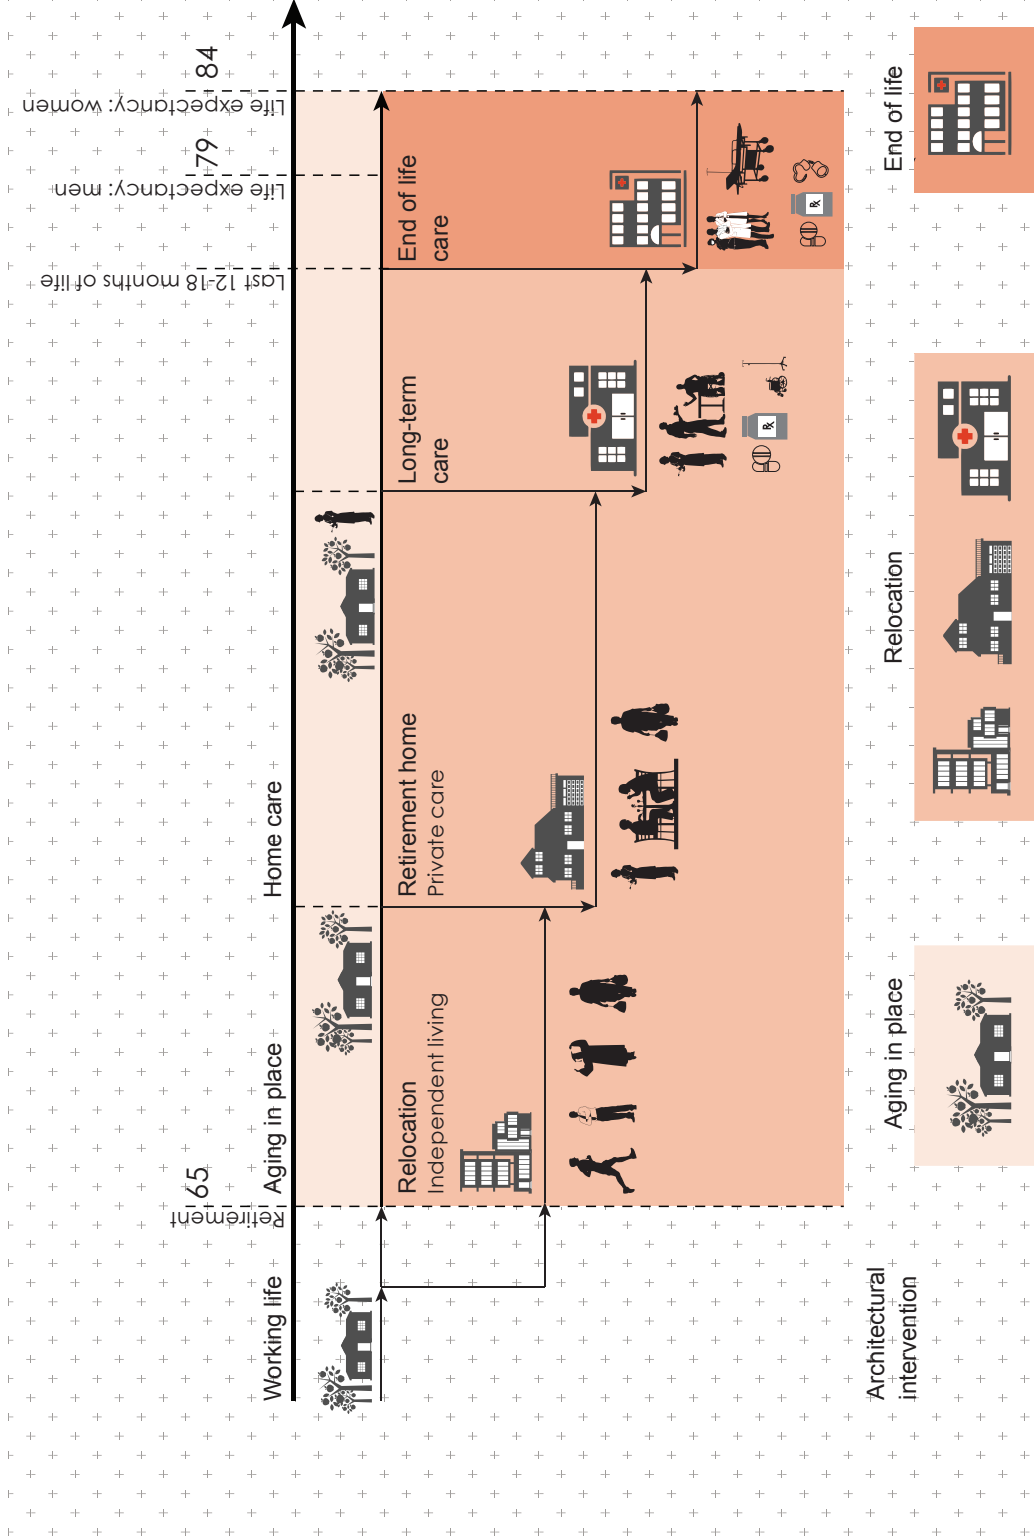 Retirement
65
Last 12-18 months of life
Life expectancy: men
79
Life expectancy: women
84
Working life
Aging in place
Home care
Relocation
Independent living
Retirement home
Private care
Long-term
care
End of life
care
Rx
Rx
Architectural
intervention
Aging in place
Relocation
End of life